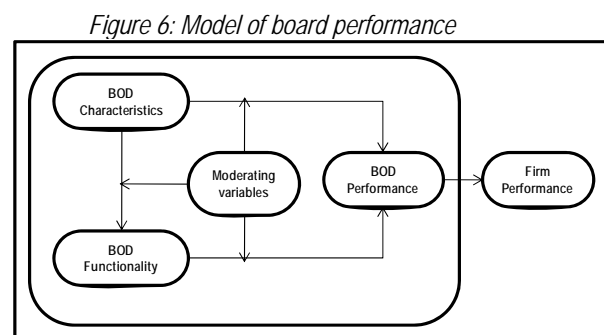 Figure 6: Model of board performance
BOD
Characteristics
Moderating
variables
BOD
Performance
Firm
Performance
BOD
Functionality